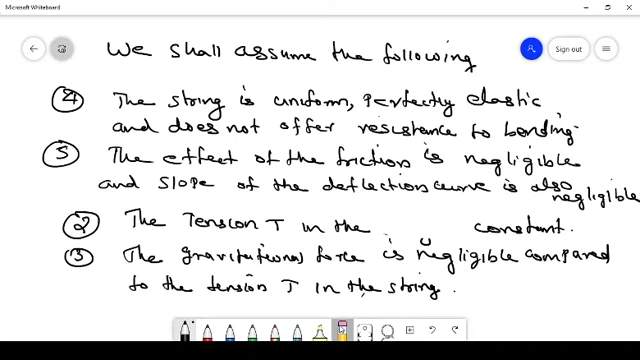 Microsoft Whiteboard
Sign out
We shall assume the following
④ The string is uniform, perfectly elastic
and does not offer resistence to bending.
⑤ The effect of the friction is negligible
and slope of the deflection curve is also negligible
② The Tension T in the constant.
③ The gravitational force is negligible compared
to the tension T in the string.